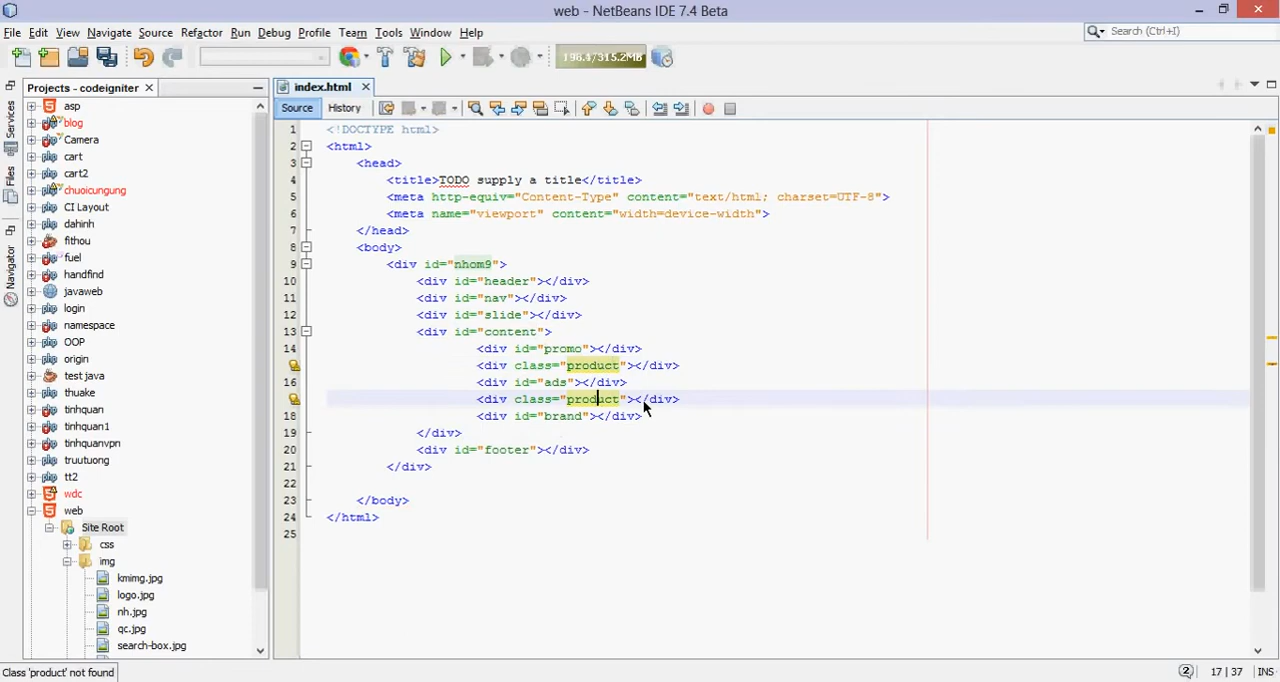 web - NetBeans IDE 7.4 Beta
File Edit View Navigate Source Refactor Run Debug Profile Team Tools Window Help
Search (Ctrl+I)
Projects - codeigniter
index.html
Source History
Services
Files
Navigator
asp
blog
Camera
cart
cart2
chuoicungung
CI Layout
dahinh
fithou
fuel
handfind
javaweb
login
namespace
OOP
origin
test java
thuake
tinhquan
tinhquan1
tinhquanvpn
truutuong
tt2
wdc
web
Site Root
css
img
kmimg.jpg
logo.jpg
nh.jpg
qc.jpg
search-box.jpg
1 <!DOCTYPE html>
2 <html>
3 <head>
4 <title>TODO supply a title</title>
5 <meta http-equiv="Content-Type" content="text/html; charset=UTF-8">
6 <meta name="viewport" content="width=device-width">
7 </head>
8 <body>
9 <div id="nhom9">
10 <div id="header"></div>
11 <div id="nav"></div>
12 <div id="slide"></div>
13 <div id="content">
14 <div id="promo"></div>
<div class="product"></div>
16 <div id="ads"></div>
<div class="product"></div>
18 <div id="brand"></div>
19 </div>
20 <div id="footer"></div>
21 </div>
22
23 </body>
24 </html>
25
Class 'product' not found
2
17 | 37
INS